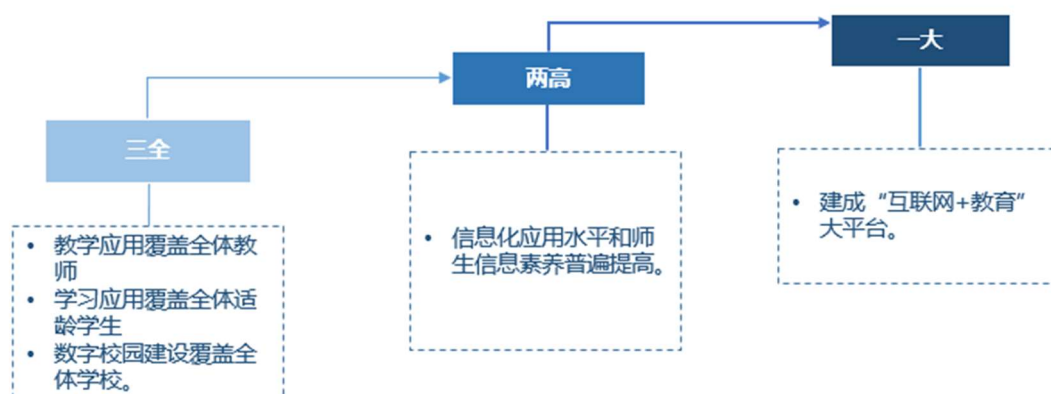 一大
两高
三全
建成“互联网+教育”
大平台。
信息化应用水平和师
生信息素养普遍提高。
教学应用覆盖全体教
师
学习应用覆盖全体适
龄学生
数字校园建设覆盖全
体学校。